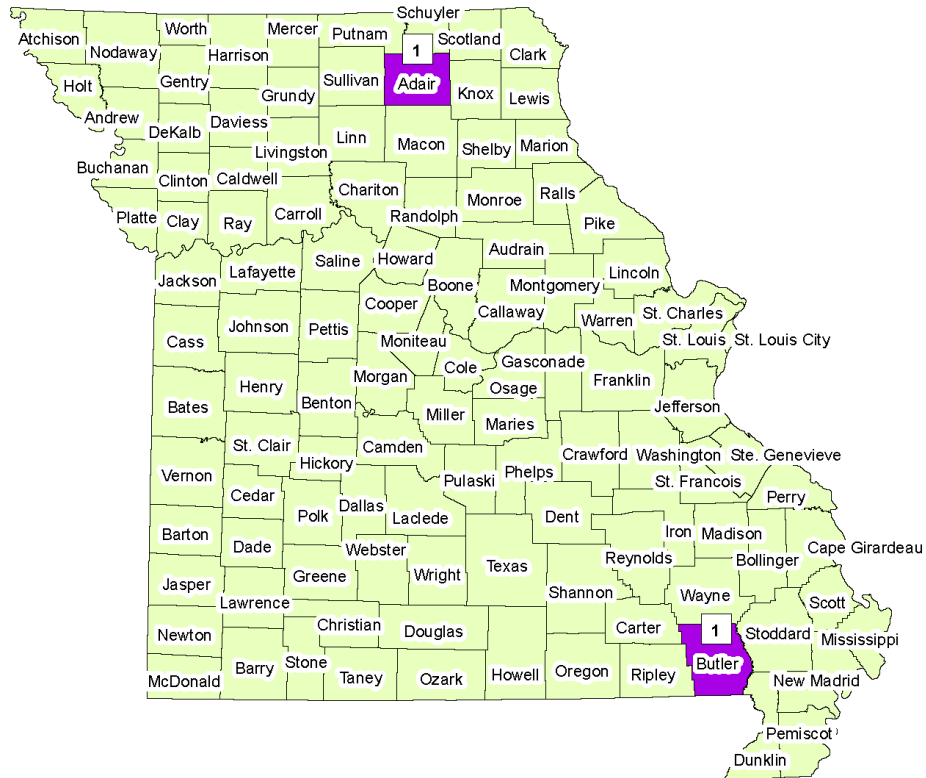 Schuyler
Worth
Mercer
Putnam
Scotland
Atchison
Nodaway
Harrison
1
Clark
Gentry
Sullivan
Adair
Holt
Grundy
Knox
Lewis
Andrew
DeKalb
Daviess
Linn
Macon
Shelby
Marion
Livingston
Buchanan
Clinton
Caldwell
Chariton
Monroe
Ralls
Platte
Clay
Ray
Carroll
Randolph
Pike
Audrain
Saline
Howard
Jackson
Lafayette
Boone
Montgomery
Lincoln
Cooper
Callaway
St. Charles
Cass
Johnson
Pettis
Moniteau
Warren
St. Louis
St. Louis City
Cole
Gasconade
Henry
Morgan
Osage
Franklin
Bates
Benton
Miller
Maries
Jefferson
St. Clair
Camden
Crawford
Washington
Ste. Genevieve
Vernon
Hickory
Pulaski
Phelps
St. Francois
Cedar
Dallas
Perry
Polk
Laclede
Dent
Barton
Dade
Webster
Iron
Madison
Cape Girardeau
Jasper
Greene
Wright
Texas
Reynolds
Bollinger
Lawrence
Shannon
Wayne
Scott
Newton
Christian
Douglas
Carter
1
Stoddard
Mississippi
McDonald
Barry
Stone
Taney
Ozark
Howell
Oregon
Ripley
Butler
New Madrid
Pemiscot
Dunklin